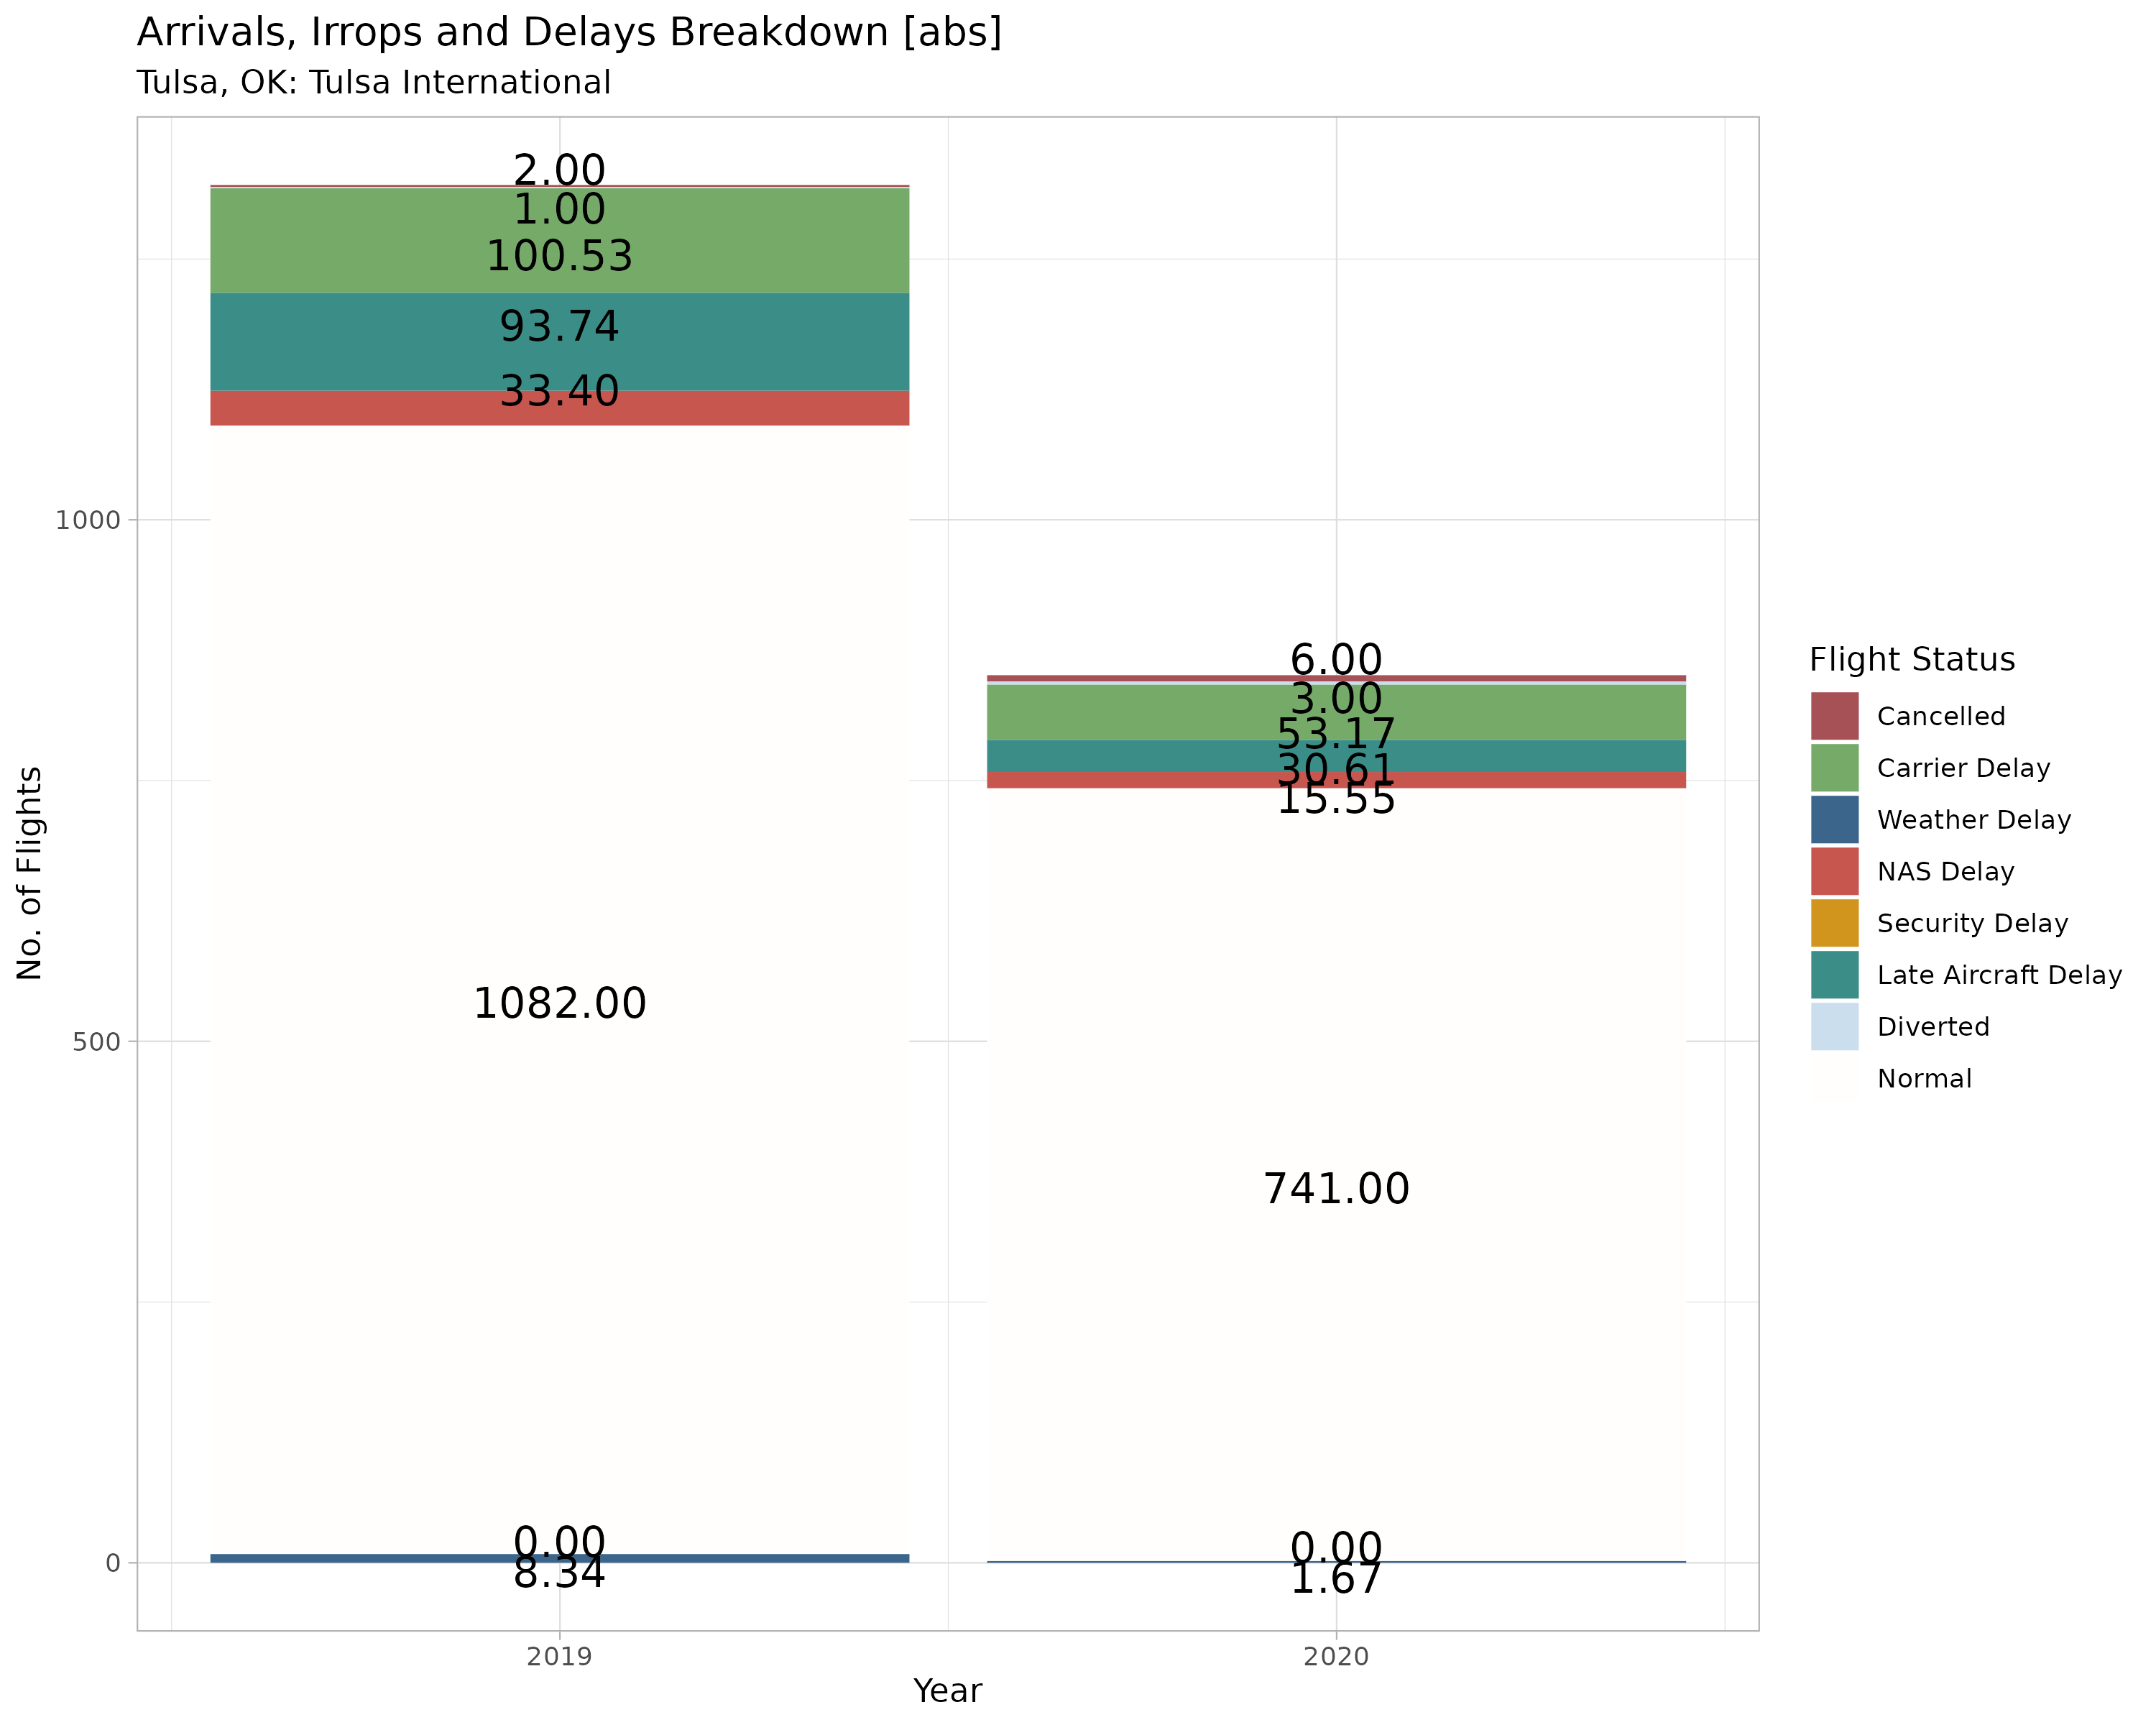 Arrivals, Irrops and Delays Breakdown [abs]
Tulsa, OK: Tulsa International
No. of Flights
1000
500
0
2.00
1.00
100.53
93.74
33.40
1082.00
0.00
8.34
6.00
3.00
53.17
30.61
15.55
741.00
0.00
1.67
2019
2020
Year
Flight Status
Cancelled
Carrier Delay
Weather Delay
NAS Delay
Security Delay
Late Aircraft Delay
Diverted
Normal